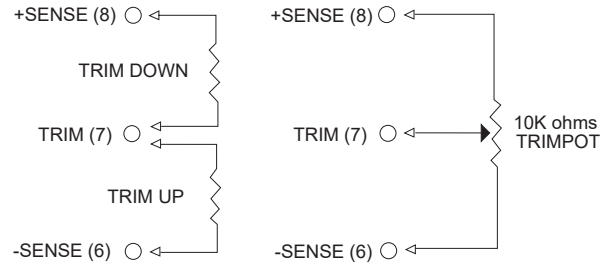 +SENSE (8)
TRIM DOWN
TRIM (7)
TRIM UP
-SENSE (6)
+SENSE (8)
TRIM (7)
10K ohms
TRIMPOT
-SENSE (6)